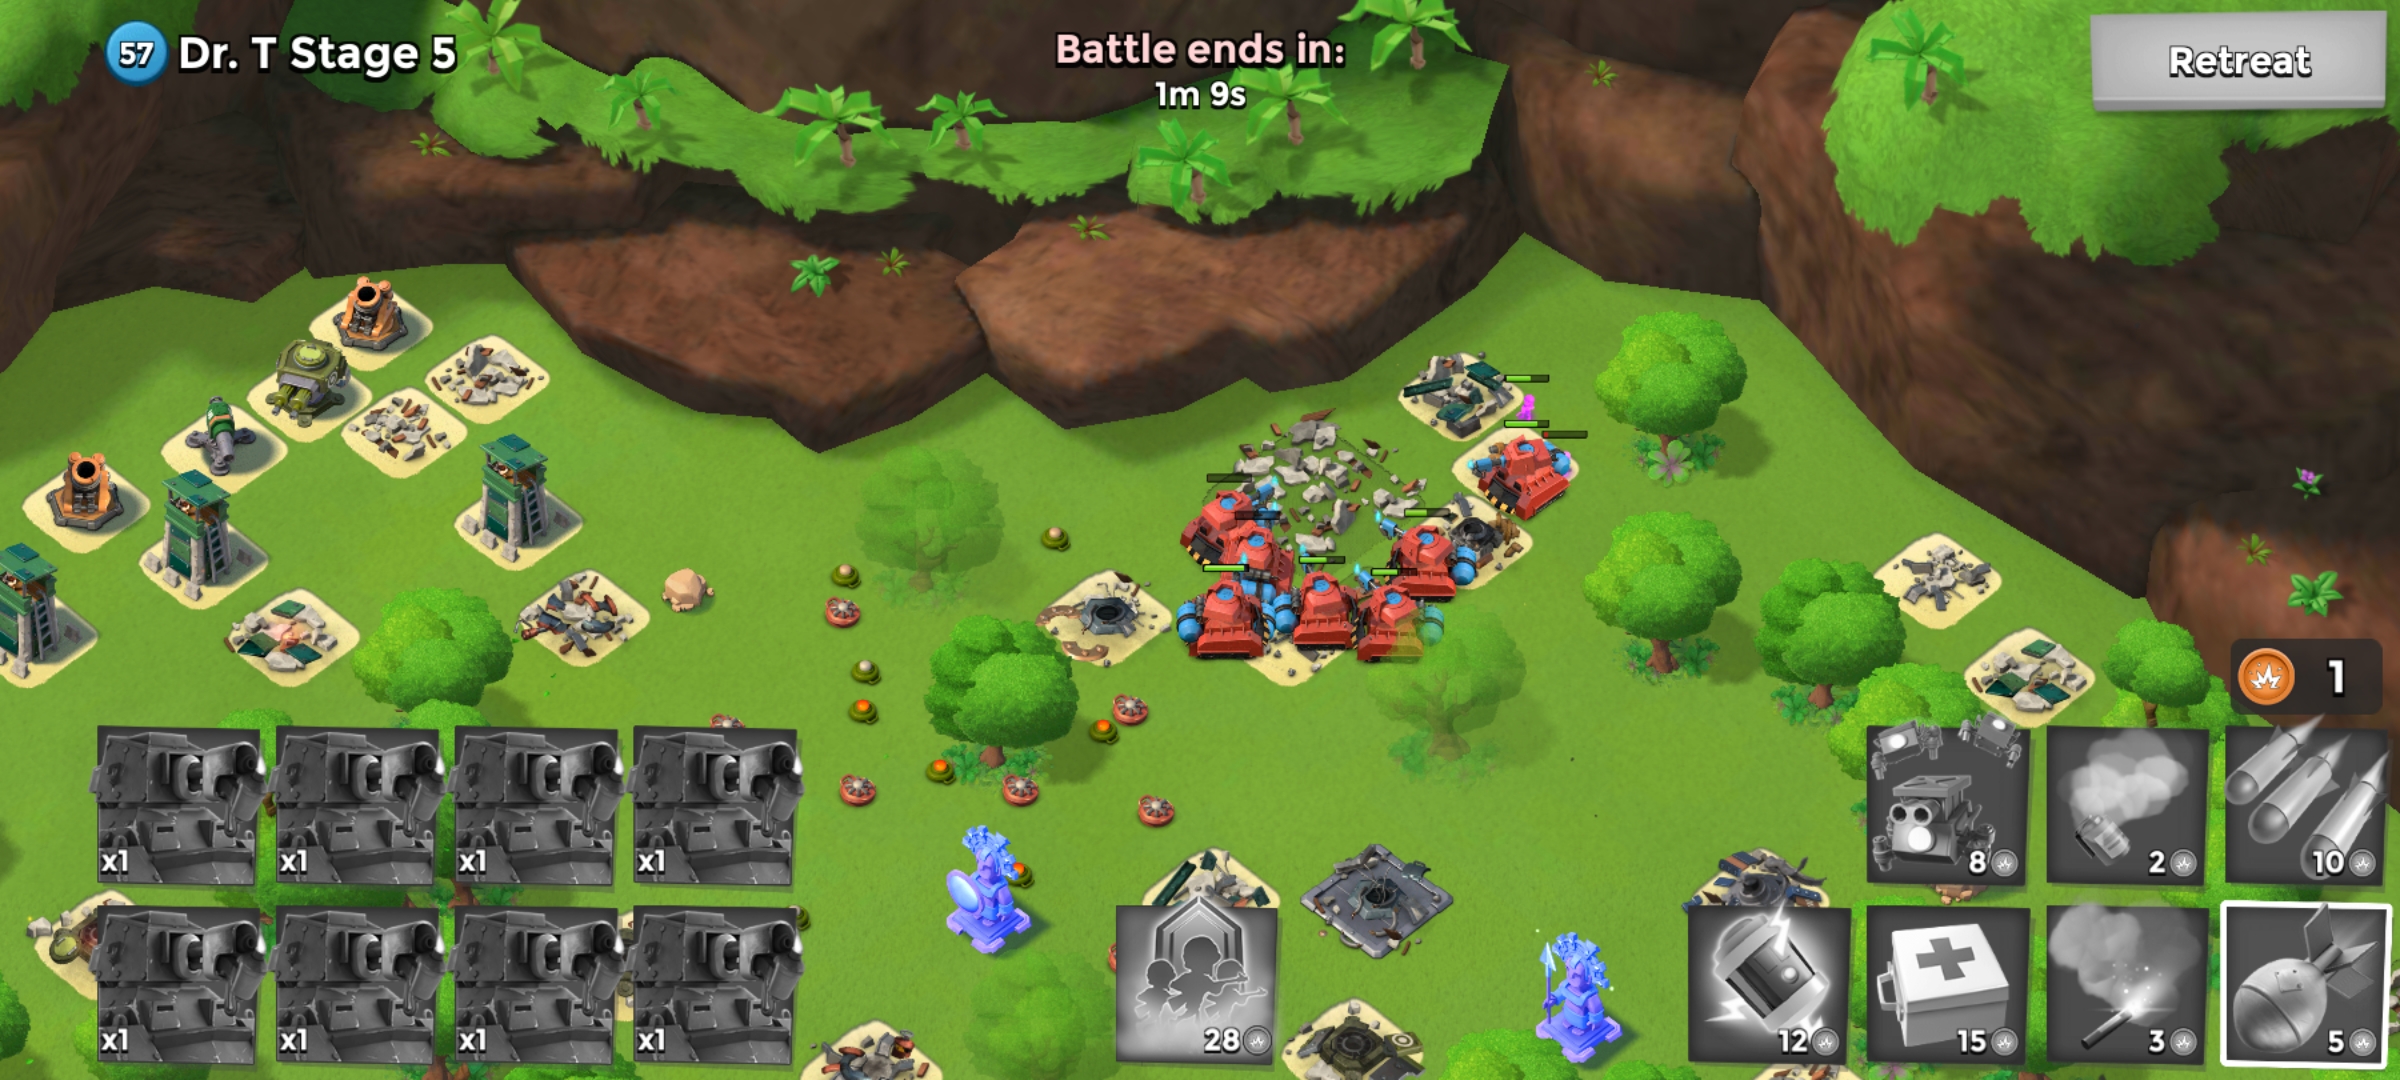 57 Dr. T Stage 5
Battle ends in:
1m 9s
Retreat
1
x1 x1 x1 x1
8 2 10
x1 x1 x1 x1
28 12 15 3 5